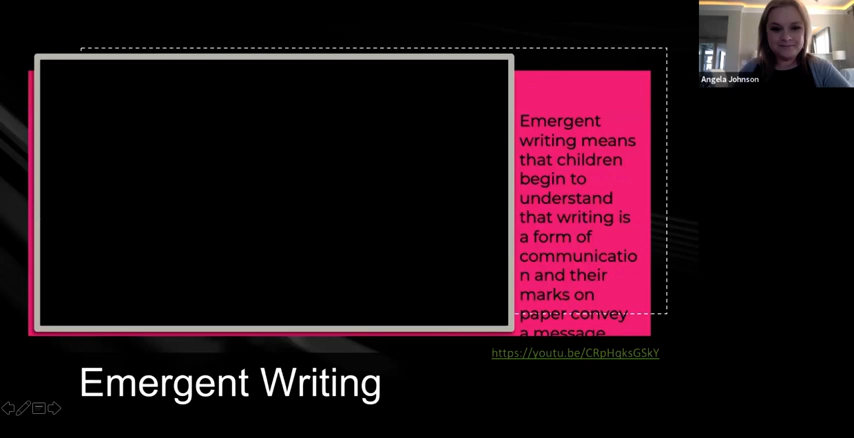 Angela Johnson
Emergent
writing means
that children
begin to
understand
that writing is
a form of
communicatio
n and their
marks on
paper convey
a message
https://youtu.be/CRpHqksGSkY
Emergent Writing